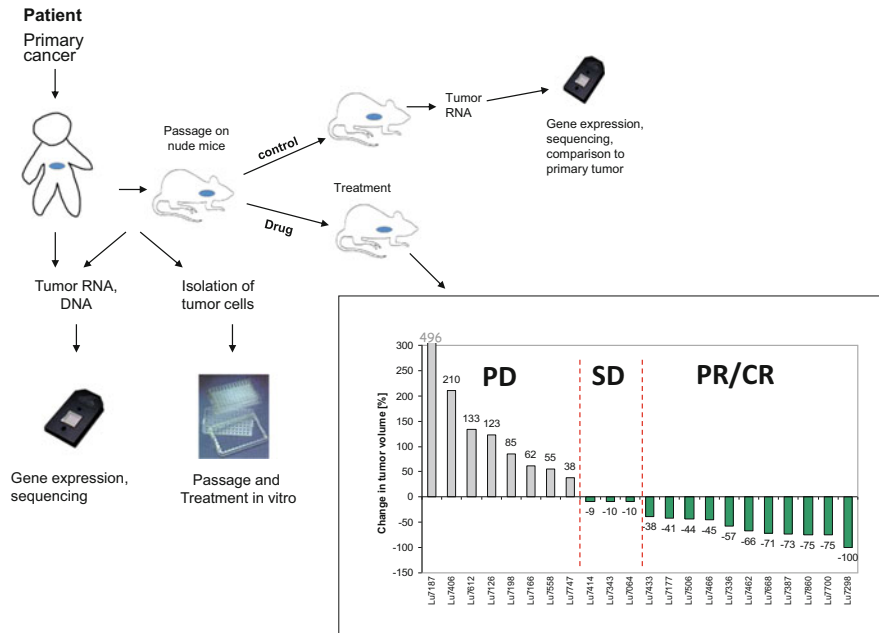 Patient
Primary
cancer
Passage on
nude mice
control
Drug
Treatment
Tumor
RNA
Gene expression,
sequencing,
comparison to
primary tumor
Tumor RNA,
DNA
Isolation of
tumor cells
Gene expression,
sequencing
Passage and
Treatment in vitro
Change in tumor volume [%]
300
250
200
150
100
50
0
-50
-100
-150
PD
SD
PR/CR
496
210
133
123
85
62
55
38
-9
-10
-10
-38
-41
-44
-45
-57
-66
-71
-73
-75
-75
-100
Lu7187
Lu7406
Lu7612
Lu7126
Lu7198
Lu7166
Lu7558
Lu7747
Lu7414
Lu7343
Lu7064
Lu7433
Lu7177
Lu7506
Lu7466
Lu7336
Lu7462
Lu7668
Lu7387
Lu7860
Lu7700
Lu7298